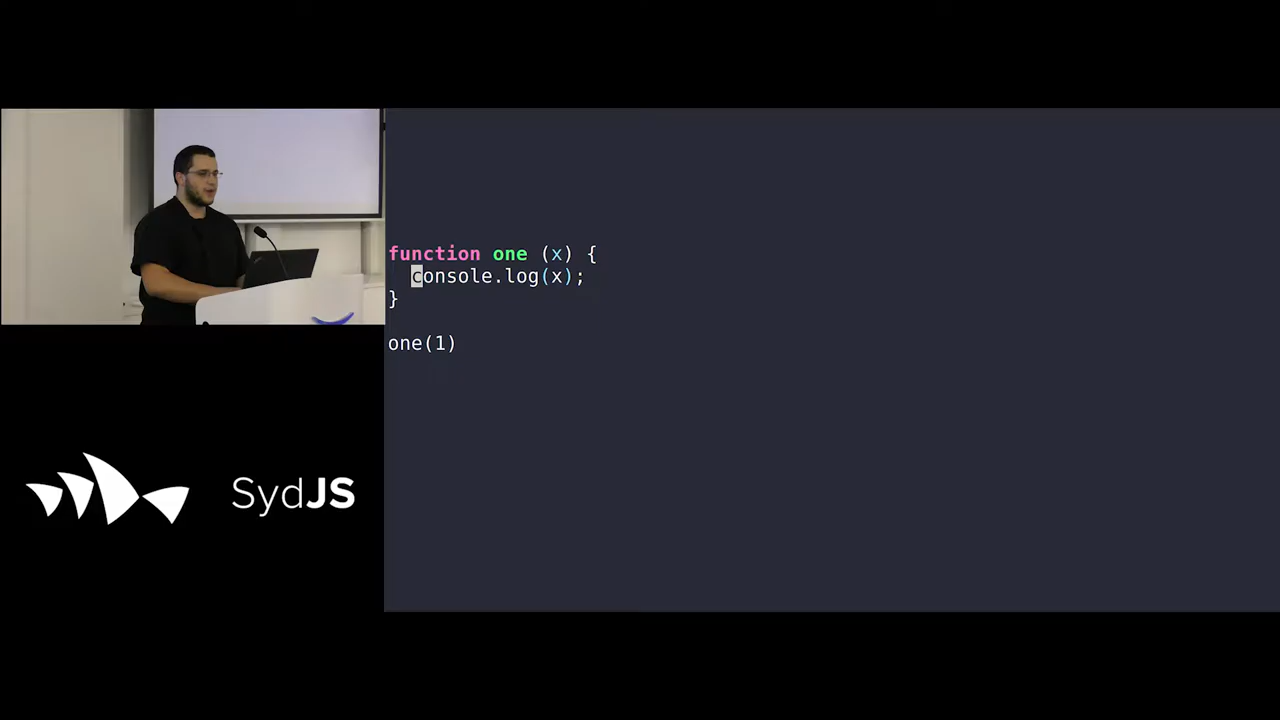 function one (x) {
  console.log(x);
}
one(1)
SydJS